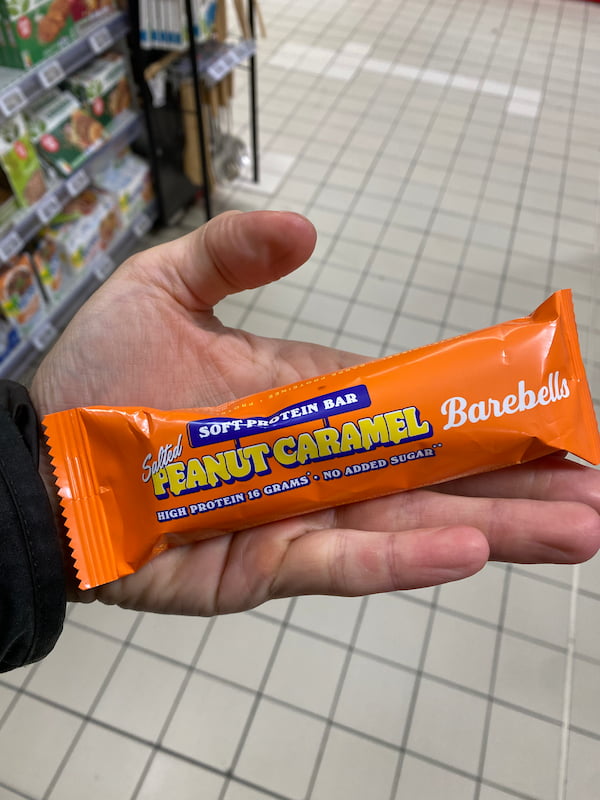 SOFT PROTEIN BAR
Salted
PEANUT CARAMEL
HIGH PROTEIN 16 GRAMS* • NO ADDED SUGAR**
Barebells